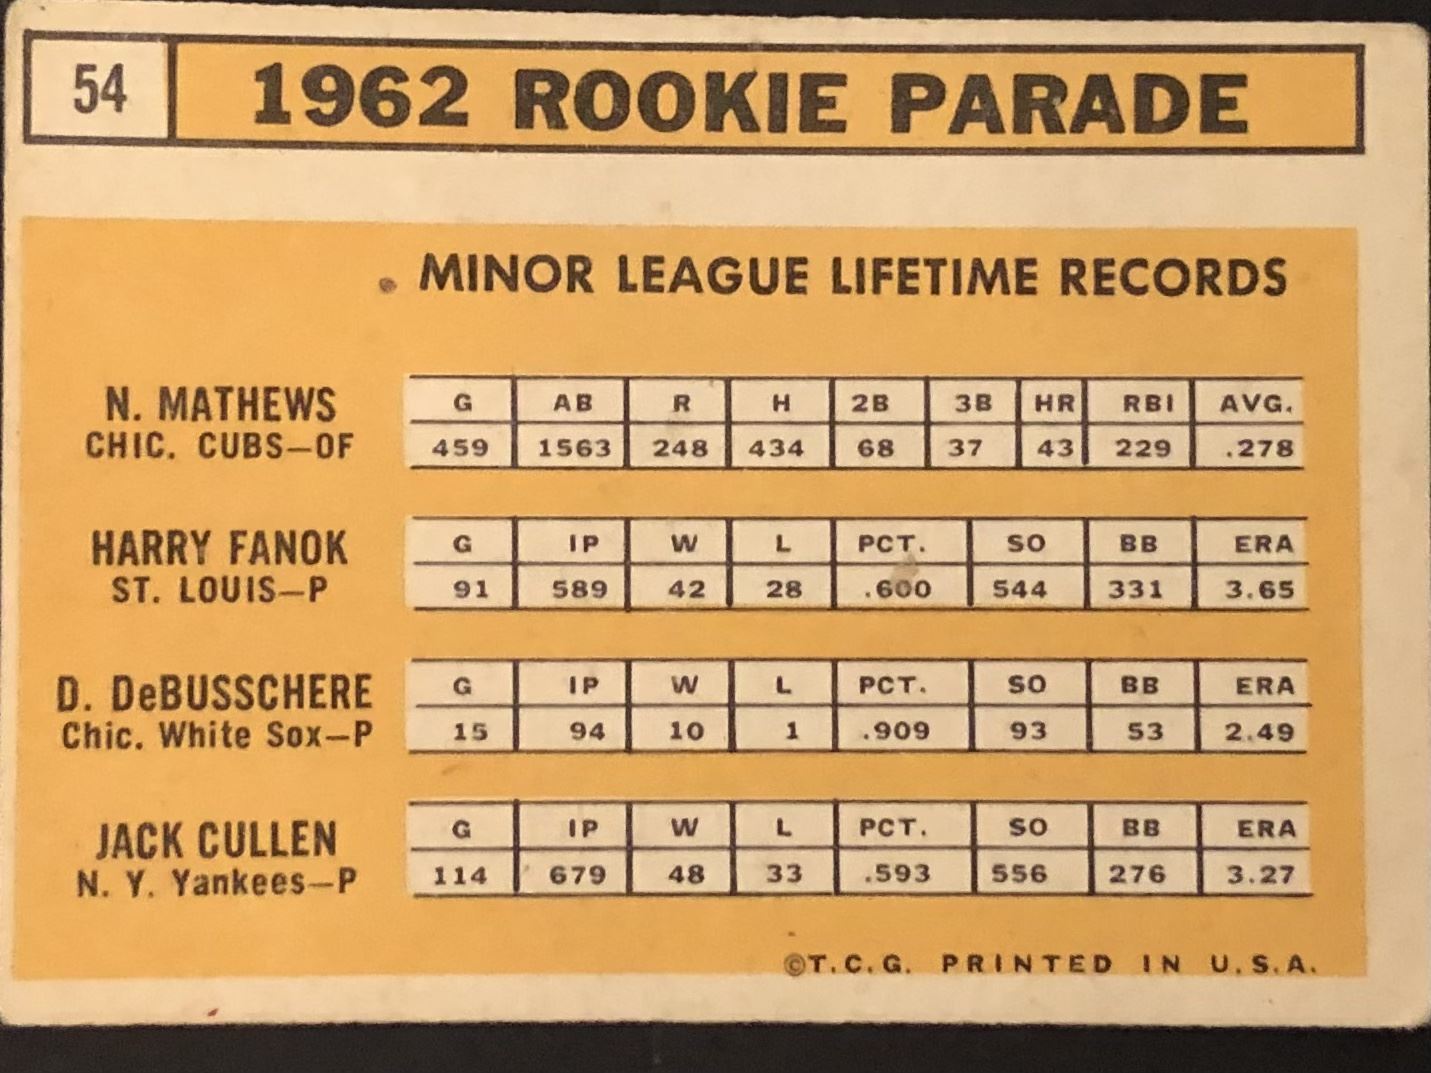 54 1962 ROOKIE PARADE
MINOR LEAGUE LIFETIME RECORDS
N. MATHEWS
CHIC. CUBS—OF
G AB R H 2B 3B HR RBI AVG.
459 1563 248 434 68 37 43 229 .278
HARRY FANOK
ST. LOUIS—P
G IP W L PCT. SO BB ERA
91 589 42 28 .600 544 331 3.65
D. DeBUSSCHERE
Chic. White Sox—P
G IP W L PCT. SO BB ERA
15 94 10 1 .909 93 53 2.49
JACK CULLEN
N. Y. Yankees—P
G IP W L PCT. SO BB ERA
114 679 48 33 .593 556 276 3.27
©T.C.G. PRINTED IN U.S.A.